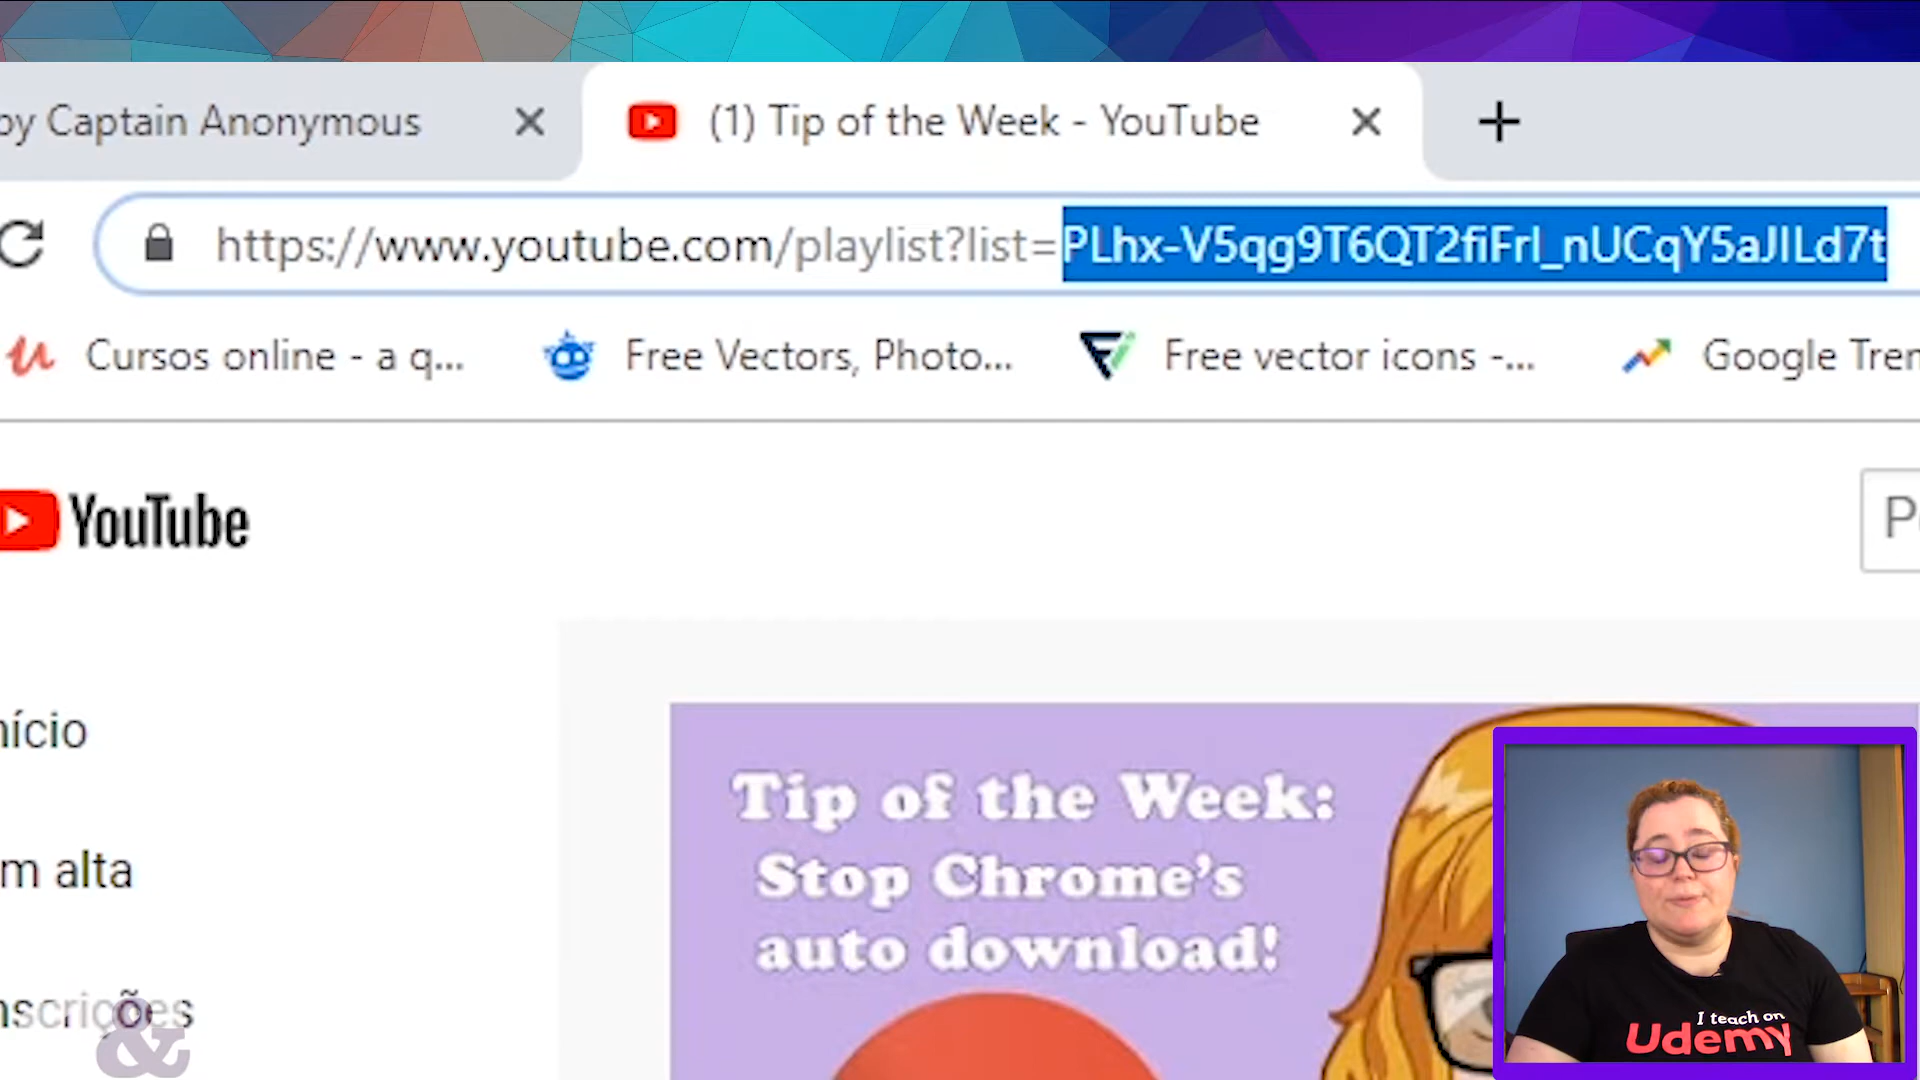 by Captain Anonymous
(1) Tip of the Week - YouTube
https://www.youtube.com/playlist?list=PLhx-V5qg9T6QT2fiFrl_nUCqY5aJILd7t
Cursos online - a q...
Free Vectors, Photo...
Free vector icons -...
Google Tren
YouTube
P
nício
m alta
nscrições
&
Tip of the Week:
Stop Chrome's
auto download!
I teach on
Udemy